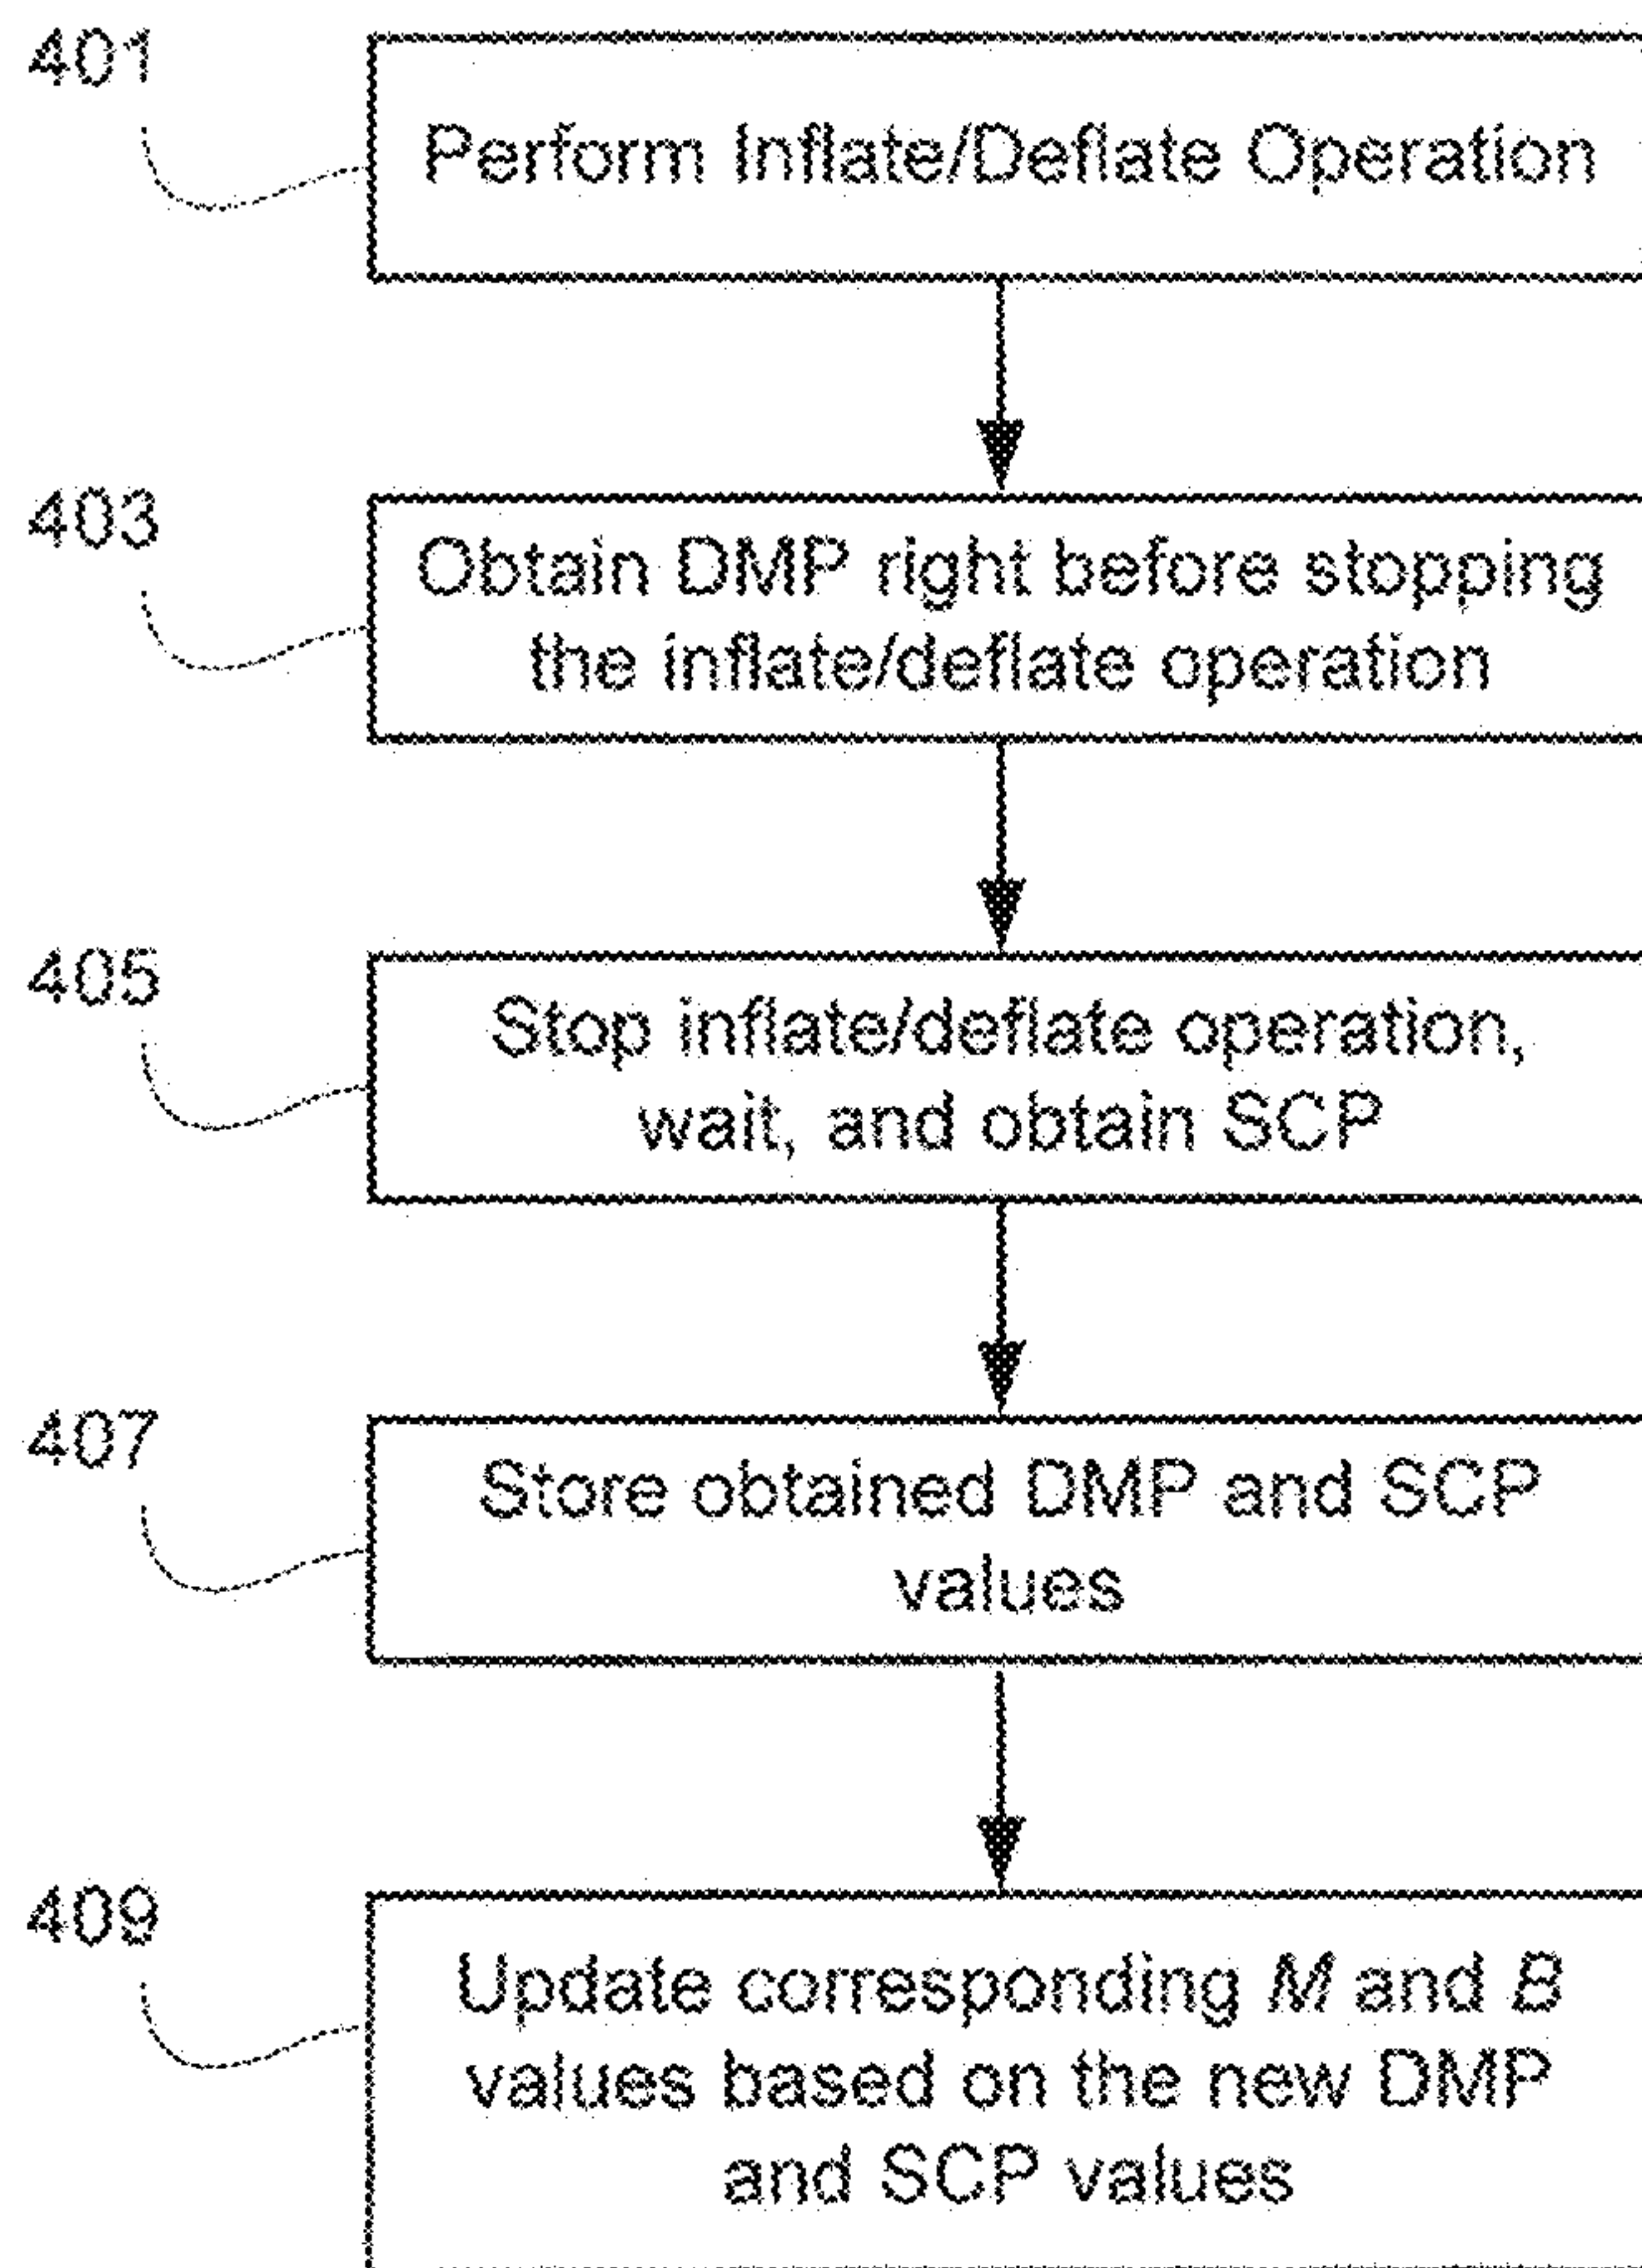 401
Perform Inflate/Deflate Operation
403
Obtain DMP right before stopping
the inflate/deflate operation
405
Stop inflate/deflate operation,
wait, and obtain SCP
407
Store obtained DMP and SCP
values
409
Update corresponding M and B
values based on the new DMP
and SCP values